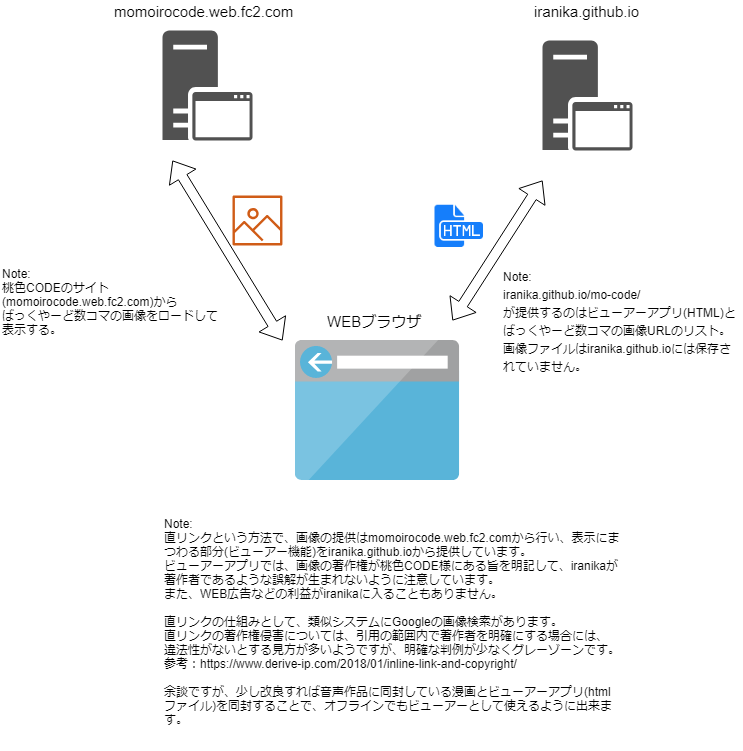 momoirocode.web.fc2.com
iranika.github.io
HTML
Note:
桃色CODEのサイト
(momoirocode.web.fc2.com)から
ばっくやーど数コマの画像をロードして
表示する。
Note:
iranika.github.io/mo-code/
が提供するのはビューアーアプリ(HTML)と
ばっくやーど数コマの画像URLのリスト。
画像ファイルはiranika.github.ioには保存さ
れていません。
WEBブラウザ
Note:
直リンクという方法で、画像の提供はmomoirocode.web.fc2.comから行い、表示にま
つわる部分(ビューアー機能)をiranika.github.ioから提供しています。
ビューアーアプリでは、画像の著作権が桃色CODE様にある旨を明記して、iranikaが
著作者であるような誤解が生まれないように注意しています。
また、WEB広告などの利益がiranikaに入ることもありません。
直リンクの仕組みとして、類似システムにGoogleの画像検索があります。
直リンクの著作権侵害については、引用の範囲内で著作者を明確にする場合には、
違法性がないとする見方が多いようですが、明確な判例が少なくグレーゾーンです。
参考：https://www.derive-ip.com/2018/01/inline-link-and-copyright/
余談ですが、少し改良すれば音声作品に同封している漫画とビューアーアプリ(html
ファイル)を同封することで、オフラインでもビューアーとして使えるように出来ま
す。